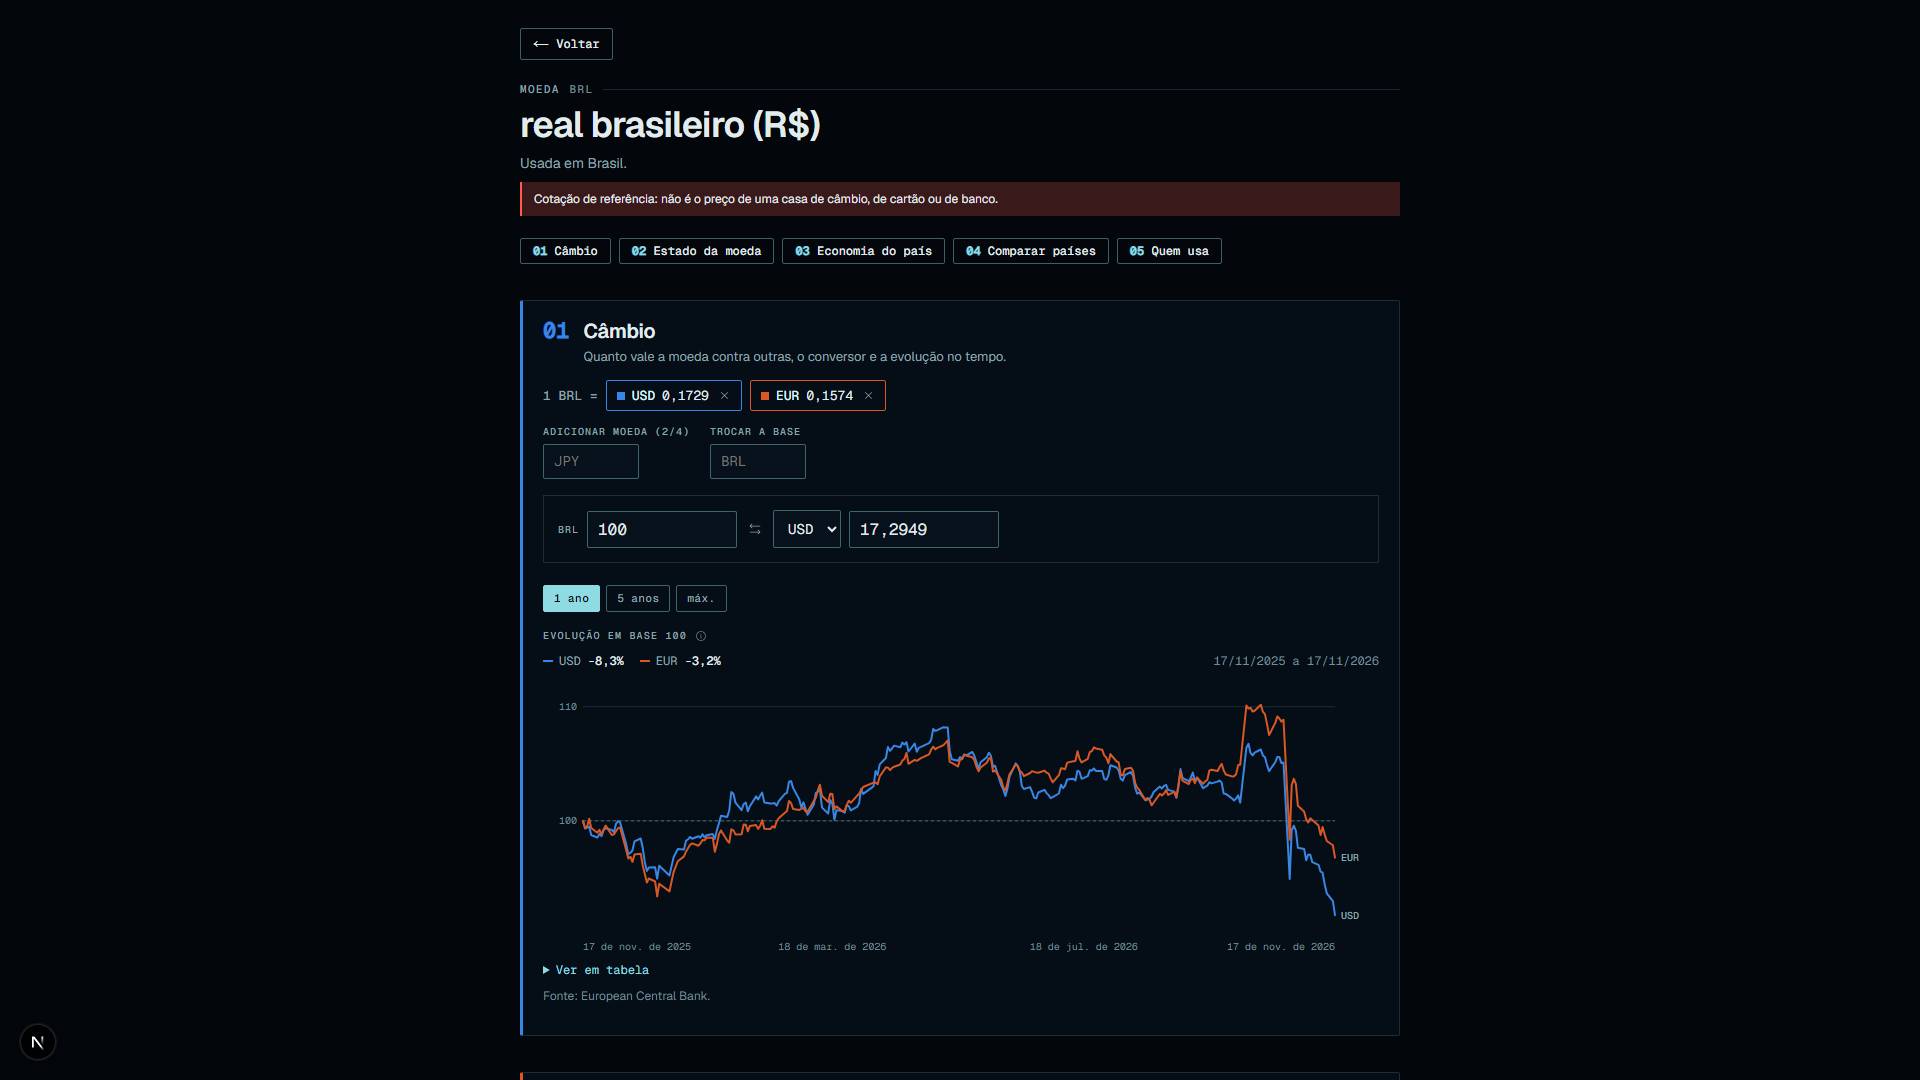 ← Voltar
MOEDA BRL
real brasileiro (R$)
Usada em Brasil.
Cotação de referência: não é o preço de uma casa de câmbio, de cartão ou de banco.
01 Câmbio 02 Estado da moeda 03 Economia do país 04 Comparar países 05 Quem usa
01 Câmbio
Quanto vale a moeda contra outras, o conversor e a evolução no tempo.
1 BRL = USD 0,1729 × EUR 0,1574 ×
ADICIONAR MOEDA (2/4) TROCAR A BASE
JPY BRL
BRL 100 ⇆ USD 17,2949
1 ano 5 anos máx.
EVOLUÇÃO EM BASE 100 ⓘ
USD -8,3% EUR -3,2% 17/11/2025 a 17/11/2026
110
100
EUR
USD
17 de nov. de 2025 18 de mar. de 2026 18 de jul. de 2026 17 de nov. de 2026
▶ Ver em tabela
Fonte: European Central Bank.
N